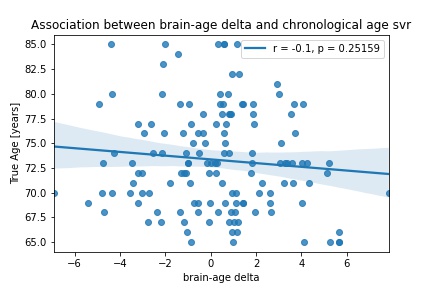 Association between brain-age delta and chronological age svr
r = -0.1, p = 0.25159
True Age [years]
85.0
82.5
80.0
77.5
75.0
72.5
70.0
67.5
65.0
−6 −4 −2 0 2 4 6
brain-age delta